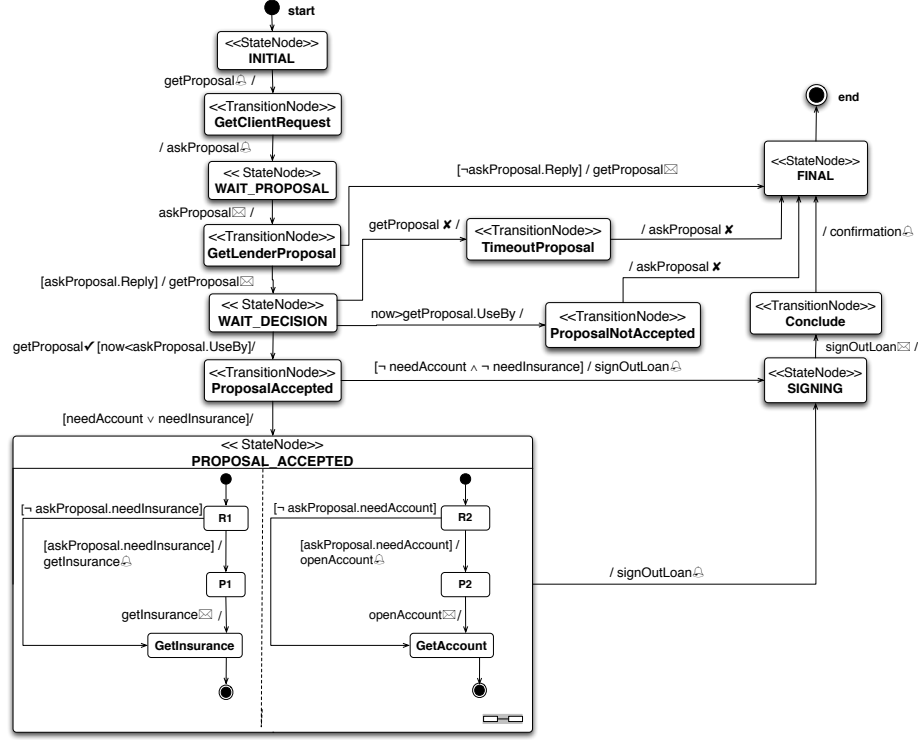 start
<<StateNode>>
INITIAL
getProposal🔔 /
<<TransitionNode>>
GetClientRequest
end
/ askProposal🔔
<<StateNode>>
FINAL
[¬askProposal.Reply] / getProposal✉
<< StateNode>>
WAIT_PROPOSAL
askProposal✉ /
<<TransitionNode>>
GetLenderProposal
getProposal ✘ /
<<TransitionNode>>
TimeoutProposal
/ askProposal ✘
/ confirmation🔔
/ askProposal ✘
[askProposal.Reply] / getProposal✉
<< StateNode>>
WAIT_DECISION
now>getProposal.UseBy /
<<TransitionNode>>
ProposalNotAccepted
<<TransitionNode>>
Conclude
signOutLoan✉ /
getProposal✔[now<askProposal.UseBy]/
<<TransitionNode>>
ProposalAccepted
[¬ needAccount ∧ ¬ needInsurance] / signOutLoan🔔
<<StateNode>>
SIGNING
[needAccount ∨ needInsurance]/
<< StateNode>>
PROPOSAL_ACCEPTED
[¬ askProposal.needInsurance]
R1
[askProposal.needInsurance] /
getInsurance🔔
P1
getInsurance✉ /
GetInsurance
[¬ askProposal.needAccount]
R2
[askProposal.needAccount] /
openAccount🔔
P2
openAccount✉/
GetAccount
/ signOutLoan🔔